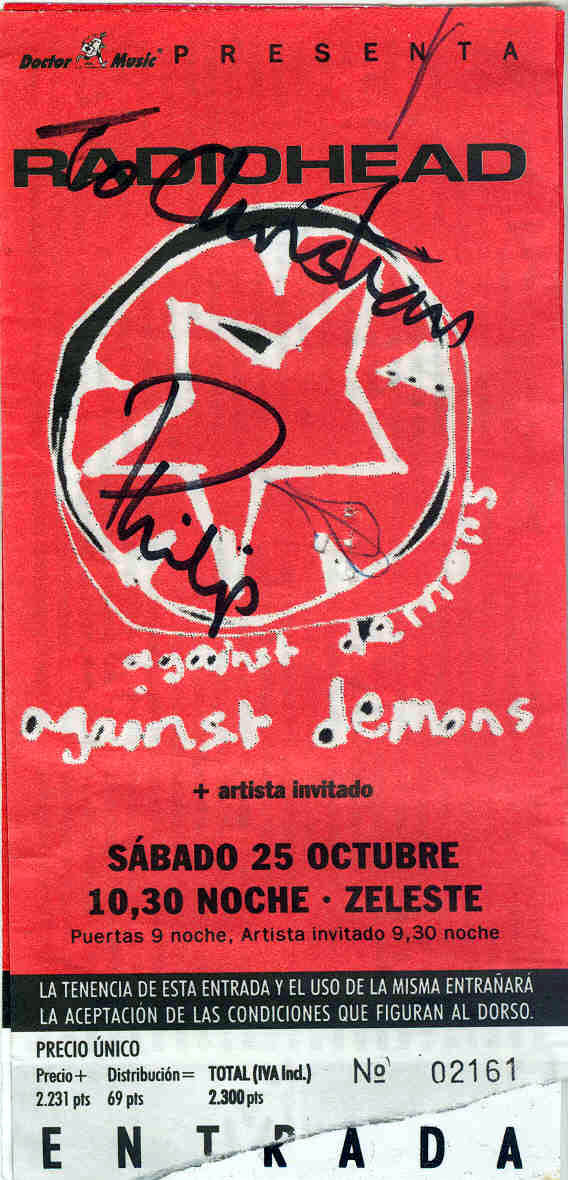 Doctor Music PRESENTA
RADIOHEAD
To Christian
Philip
against demons
against demons
+ artista invitado
SÁBADO 25 OCTUBRE
10,30 NOCHE · ZELESTE
Puertas 9 noche, Artista invitado 9,30 noche
LA TENENCIA DE ESTA ENTRADA Y EL USO DE LA MISMA ENTRAÑARÁ
LA ACEPTACIÓN DE LAS CONDICIONES QUE FIGURAN AL DORSO.
PRECIO ÚNICO
Precio + Distribución = TOTAL (IVA Incl.) Nº 02161
2.231 pts 69 pts 2.300 pts
ENTRADA